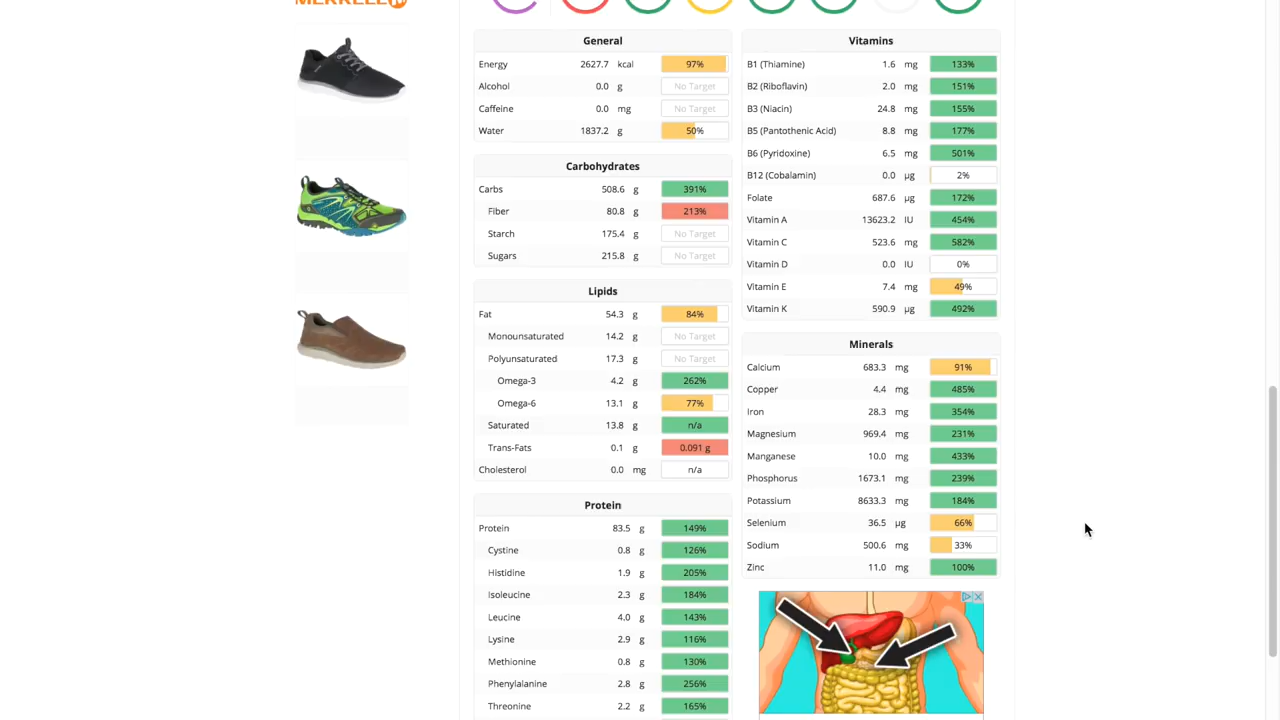 MERRELL
General
Energy 2627.7 kcal 97%
Alcohol 0.0 g No Target
Caffeine 0.0 mg No Target
Water 1837.2 g 50%
Carbohydrates
Carbs 508.6 g 391%
Fiber 80.8 g 213%
Starch 175.4 g No Target
Sugars 215.8 g No Target
Lipids
Fat 54.3 g 84%
Monounsaturated 14.2 g No Target
Polyunsaturated 17.3 g No Target
Omega-3 4.2 g 262%
Omega-6 13.1 g 77%
Saturated 13.8 g n/a
Trans-Fats 0.1 g 0.091 g
Cholesterol 0.0 mg n/a
Protein
Protein 83.5 g 149%
Cystine 0.8 g 126%
Histidine 1.9 g 205%
Isoleucine 2.3 g 184%
Leucine 4.0 g 143%
Lysine 2.9 g 116%
Methionine 0.8 g 130%
Phenylalanine 2.8 g 256%
Threonine 2.2 g 165%
Vitamins
B1 (Thiamine) 1.6 mg 133%
B2 (Riboflavin) 2.0 mg 151%
B3 (Niacin) 24.8 mg 155%
B5 (Pantothenic Acid) 8.8 mg 177%
B6 (Pyridoxine) 6.5 mg 501%
B12 (Cobalamin) 0.0 µg 2%
Folate 687.6 µg 172%
Vitamin A 13623.2 IU 454%
Vitamin C 523.6 mg 582%
Vitamin D 0.0 IU 0%
Vitamin E 7.4 mg 49%
Vitamin K 590.9 µg 492%
Minerals
Calcium 683.3 mg 91%
Copper 4.4 mg 485%
Iron 28.3 mg 354%
Magnesium 969.4 mg 231%
Manganese 10.0 mg 433%
Phosphorus 1673.1 mg 239%
Potassium 8633.3 mg 184%
Selenium 36.5 µg 66%
Sodium 500.6 mg 33%
Zinc 11.0 mg 100%